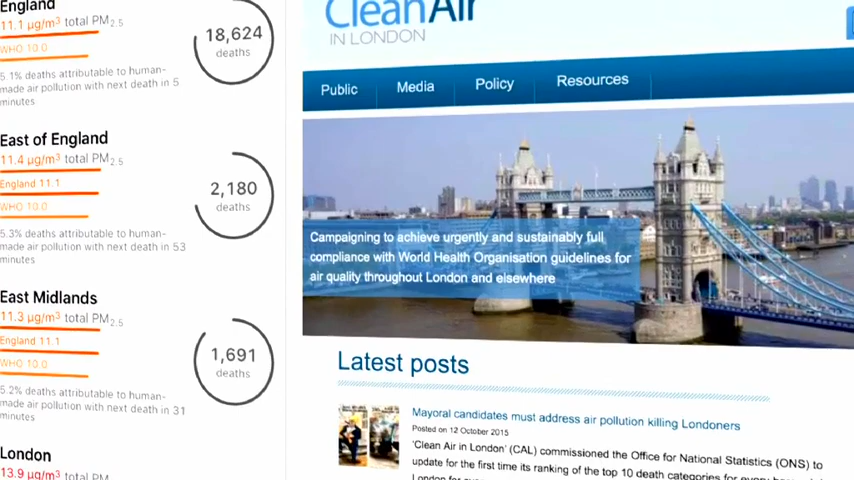 England
11.1 µg/m³ total PM2.5
WHO 10.0
5.1% deaths attributable to human-
made air pollution with next death in 5
minutes
18,624
deaths
East of England
11.4 µg/m³ total PM2.5
England 11.1
WHO 10.0
5.3% deaths attributable to human-
made air pollution with next death in 53
minutes
2,180
deaths
East Midlands
11.3 µg/m³ total PM2.5
England 11.1
WHO 10.0
5.2% deaths attributable to human-
made air pollution with next death in 31
minutes
1,691
deaths
London
13.9 µg/m³ total PM
Clean Air
IN LONDON
Public
Media
Policy
Resources
Campaigning to achieve urgently and sustainably full
compliance with World Health Organisation guidelines for
air quality throughout London and elsewhere
Latest posts
Mayoral candidates must address air pollution killing Londoners
Posted on 12 October 2015
'Clean Air in London' (CAL) commissioned the Office for National Statistics (ONS) to
update for the first time its ranking of the top 10 death categories for every
London for